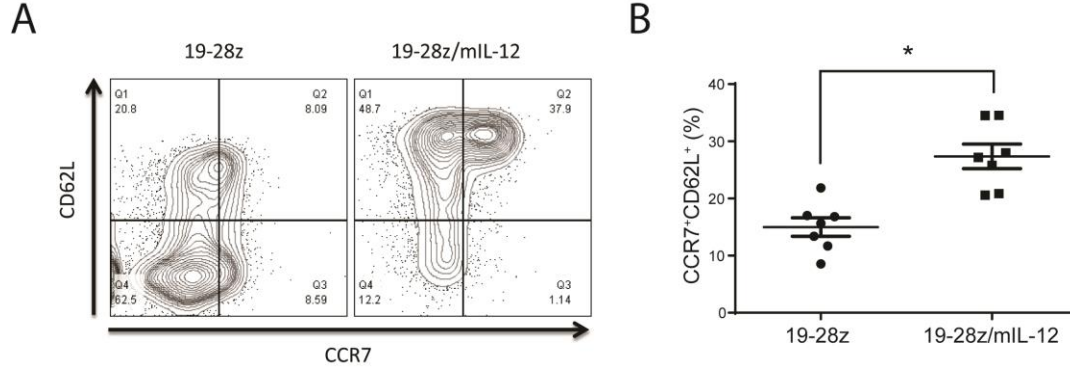 A
19-28z
19-28z/mIL-12
CD62L
Q1
20.8
Q2
8.09
Q4
62.5
Q3
8.59
Q1
48.7
Q2
37.9
Q4
12.2
Q3
1.14
CCR7
B
*
CCR7⁺CD62L⁺ (%)
40
30
20
10
0
19-28z
19-28z/mIL-12